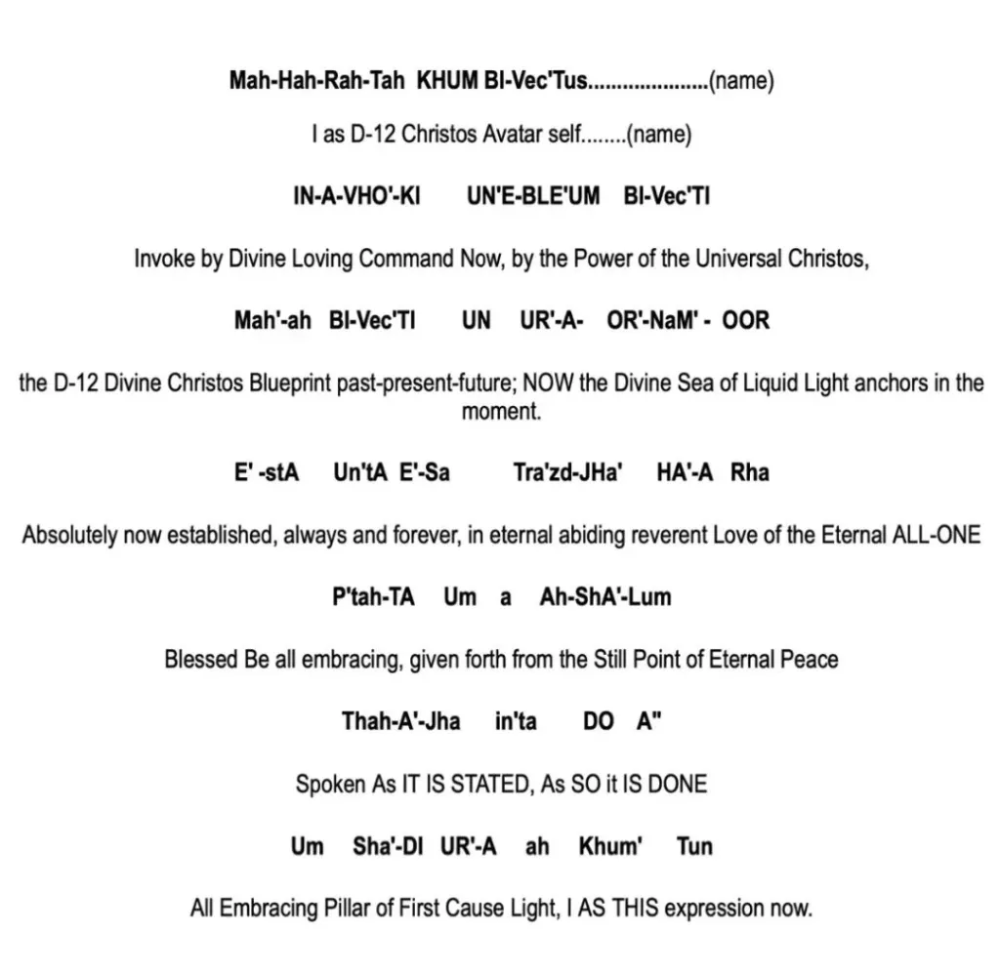 Mah-Hah-Rah-Tah KHUM BI-Vec'Tus.....................(name)
I as D-12 Christos Avatar self........(name)
IN-A-VHO'-KI UN'E-BLE'UM BI-Vec'TI
Invoke by Divine Loving Command Now, by the Power of the Universal Christos,
Mah'-ah BI-Vec'TI UN UR'-A- OR'-NaM' - OOR
the D-12 Divine Christos Blueprint past-present-future; NOW the Divine Sea of Liquid Light anchors in the
moment.
E' -stA Un'tA E'-Sa Tra'zd-JHa' HA'-A Rha
Absolutely now established, always and forever, in eternal abiding reverent Love of the Eternal ALL-ONE
P'tah-TA Um a Ah-ShA'-Lum
Blessed Be all embracing, given forth from the Still Point of Eternal Peace
Thah-A'-Jha in'ta DO A"
Spoken As IT IS STATED, As SO it IS DONE
Um Sha'-DI UR'-A ah Khum' Tun
All Embracing Pillar of First Cause Light, I AS THIS expression now.